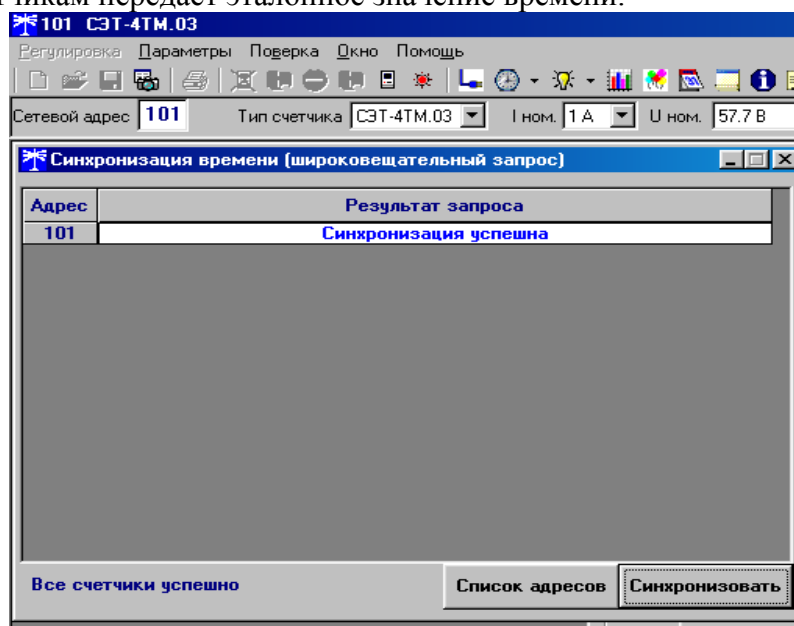 чикам передает эталонное значение времени.
101 СЭТ-4ТМ.03
Регулировка Параметры Поверка Окно Помощь
Сетевой адрес 101 Тип счетчика СЭТ-4ТМ.03 I ном. 1 А U ном. 57.7 В
Синхронизация времени (широковещательный запрос)
Адрес Результат запроса
101 Синхронизация успешна
Все счетчики успешно Список адресов Синхронизовать